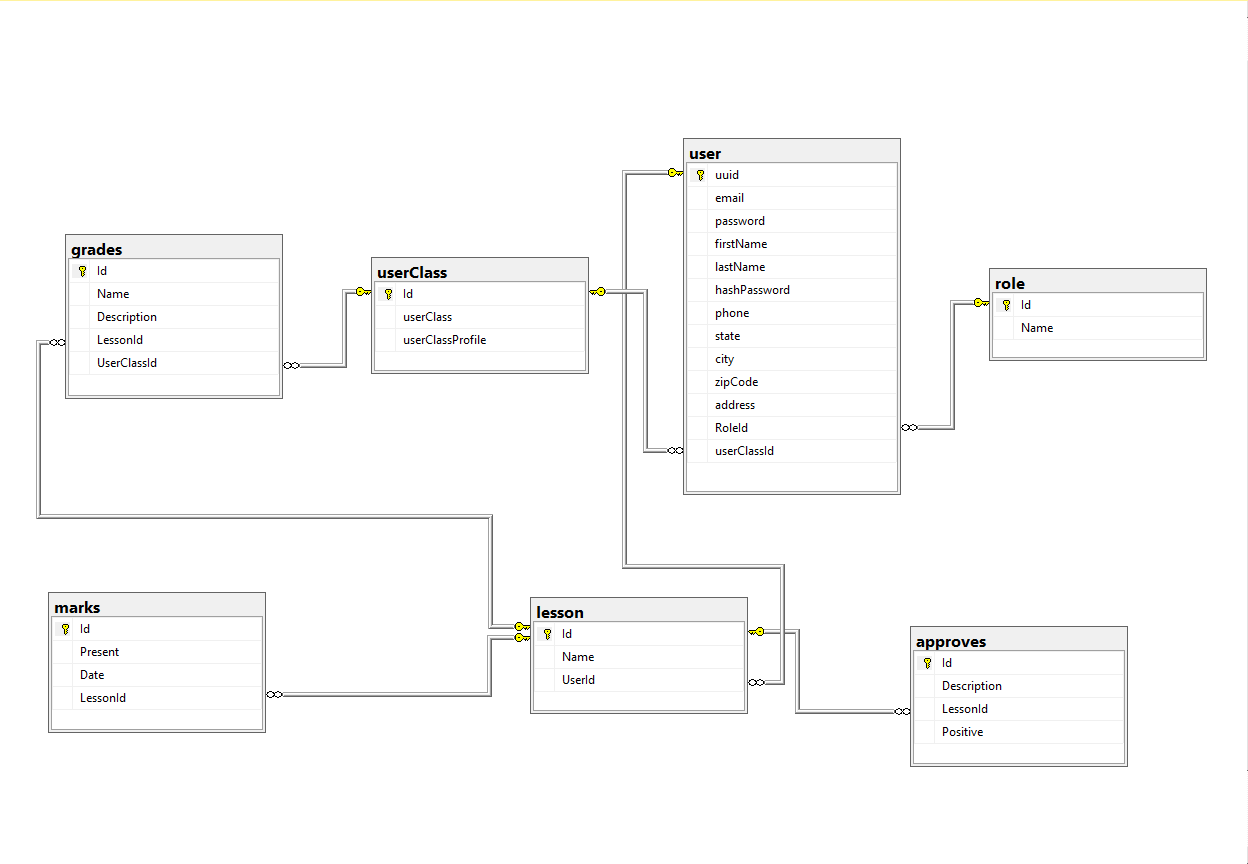 user
uuid
email
password
firstName
lastName
hashPassword
phone
state
city
zipCode
address
RoleId
userClassId
grades
Id
Name
Description
LessonId
UserClassId
userClass
Id
userClass
userClassProfile
role
Id
Name
marks
Id
Present
Date
LessonId
lesson
Id
Name
UserId
approves
Id
Description
LessonId
Positive